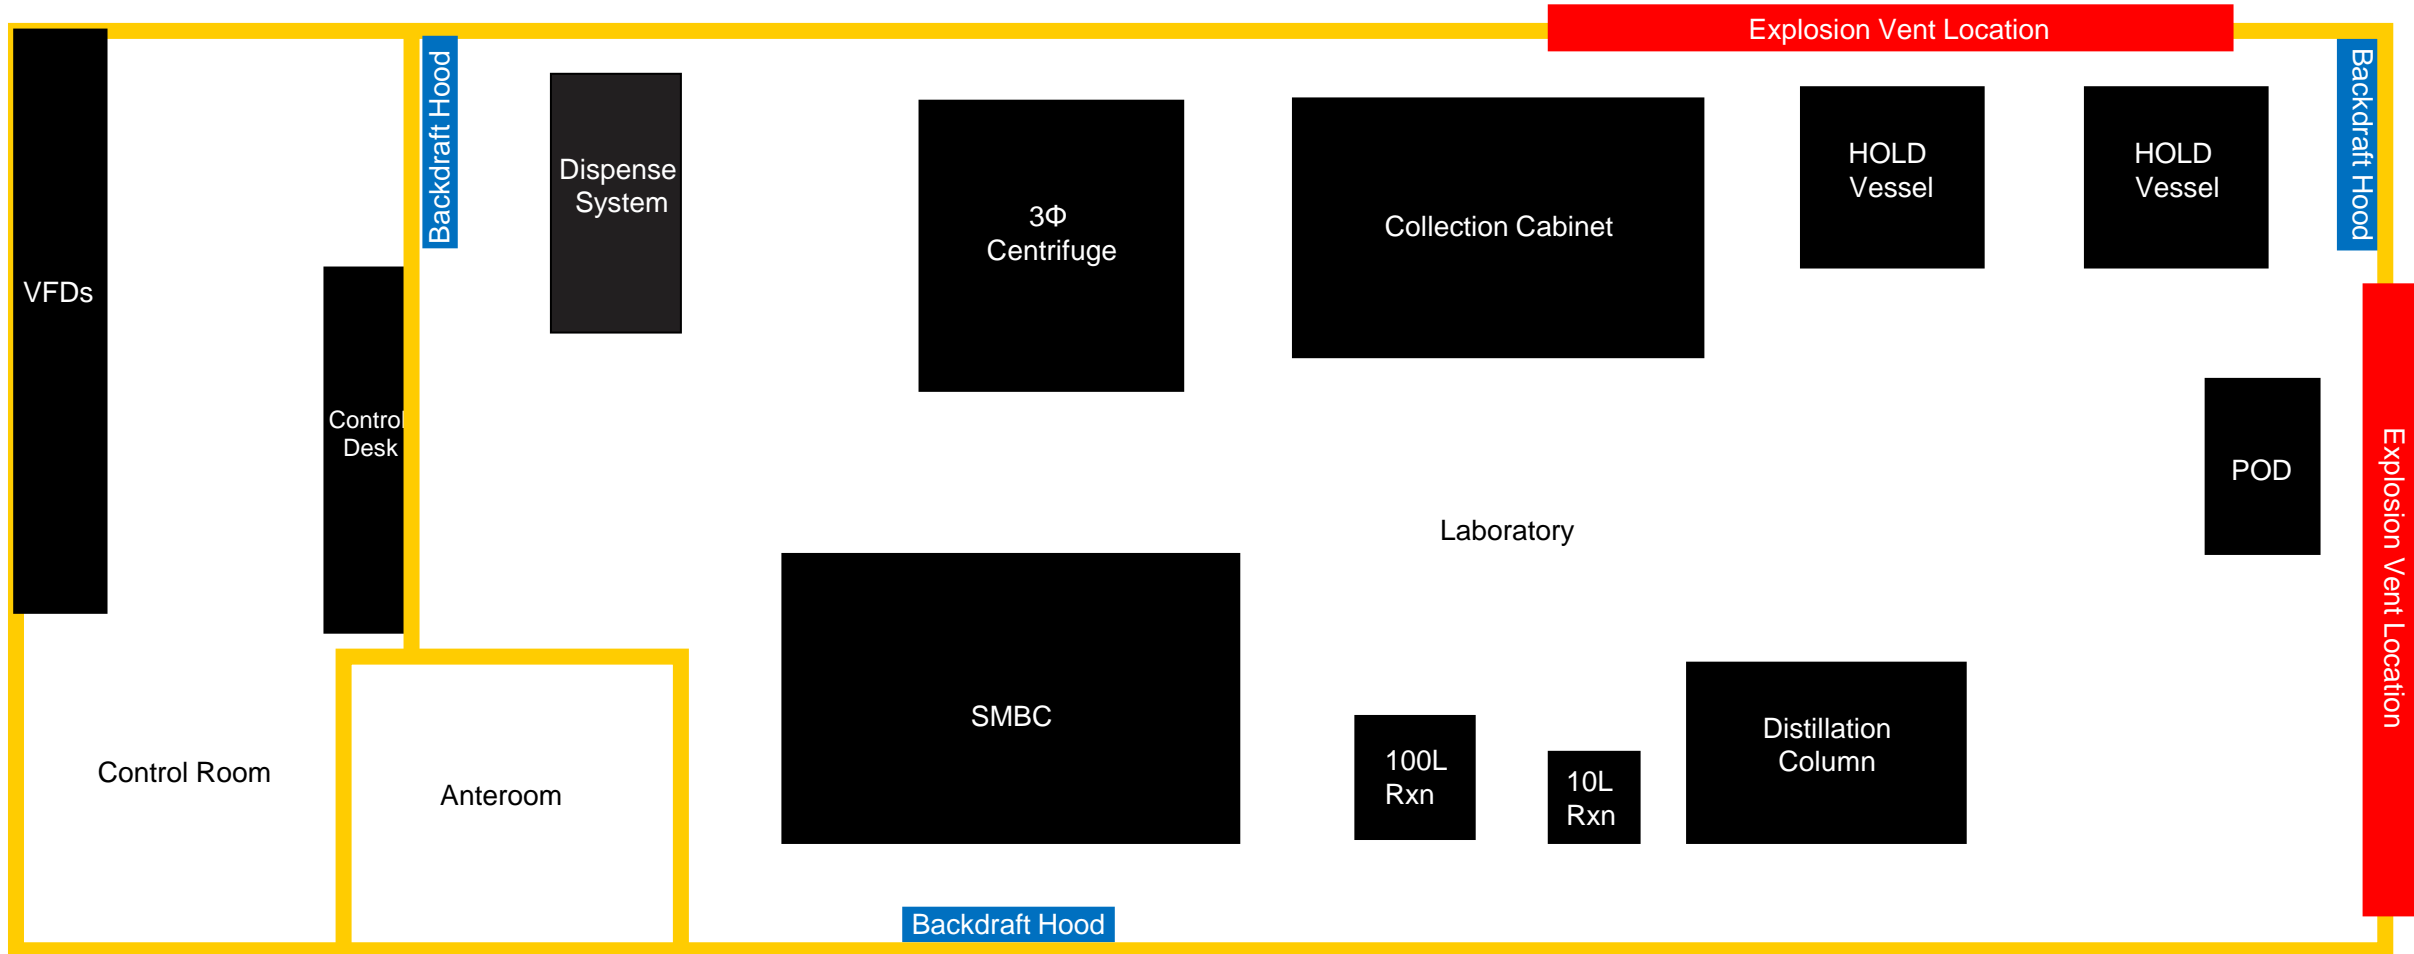 Explosion Vent Location
Backdraft Hood
Backdraft Hood
Dispense
System
3Φ
Centrifuge
Collection Cabinet
HOLD
Vessel
HOLD
Vessel
VFDs
Control
Desk
POD
Explosion Vent Location
Laboratory
SMBC
100L
Rxn
10L
Rxn
Distillation
Column
Control Room
Anteroom
Backdraft Hood